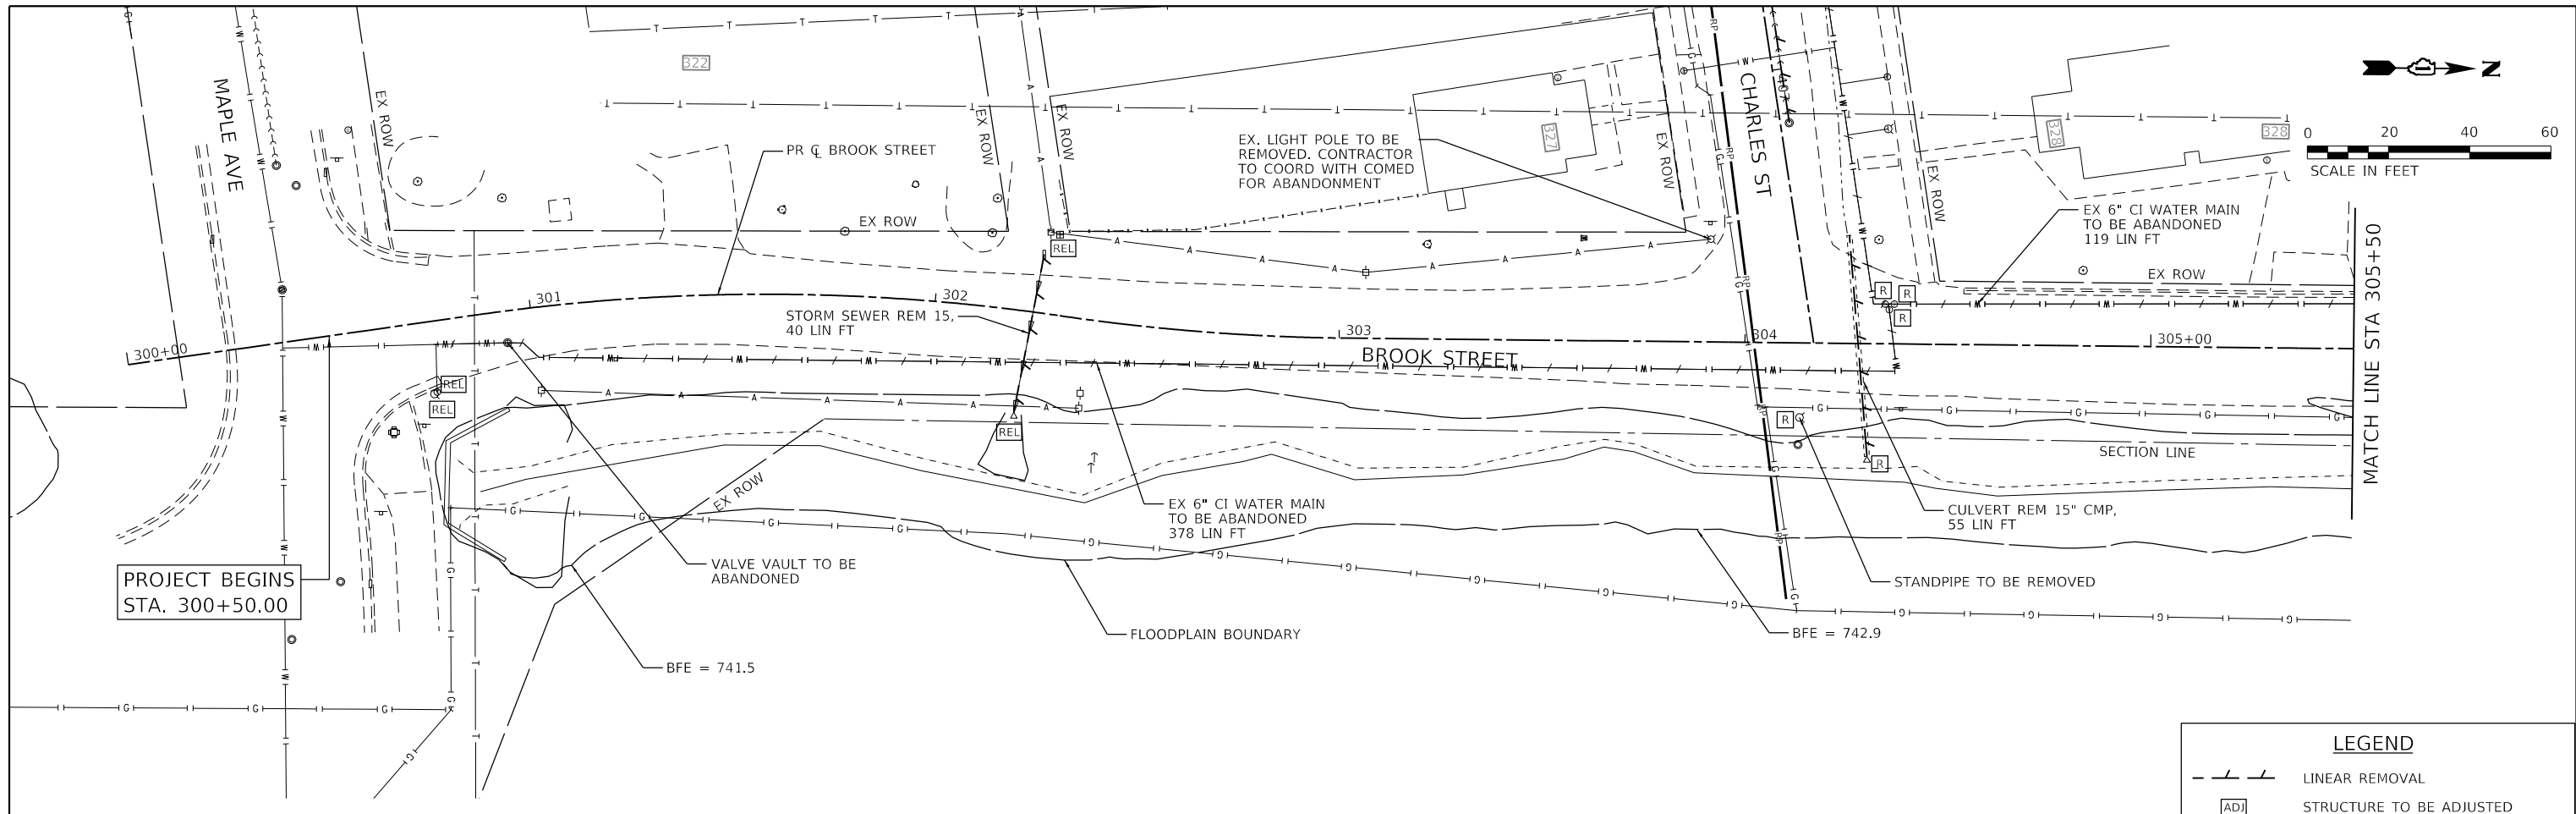 322
MAPLE AVE
EX ROW
PR ℄ BROOK STREET
EX ROW
EX ROW
EX ROW
REL
EX. LIGHT POLE TO BE
REMOVED. CONTRACTOR
TO COORD WITH COMED
FOR ABANDONMENT
327
EX ROW
CHARLES ST
EX ROW
328
328
N
0 20 40 60
SCALE IN FEET
EX 6" CI WATER MAIN
TO BE ABANDONED
119 LIN FT
EX ROW
MATCH LINE STA 305+50
300+00
301
302
303
304
305+00
STORM SEWER REM 15,
40 LIN FT
BROOK STREET
R
R
R
REL
REL
REL
R
R
SECTION LINE
EX ROW
EX 6" CI WATER MAIN
TO BE ABANDONED
378 LIN FT
CULVERT REM 15" CMP,
55 LIN FT
VALVE VAULT TO BE
ABANDONED
STANDPIPE TO BE REMOVED
PROJECT BEGINS
STA. 300+50.00
FLOODPLAIN BOUNDARY
BFE = 742.9
BFE = 741.5
LEGEND
LINEAR REMOVAL
ADJ STRUCTURE TO BE ADJUSTED